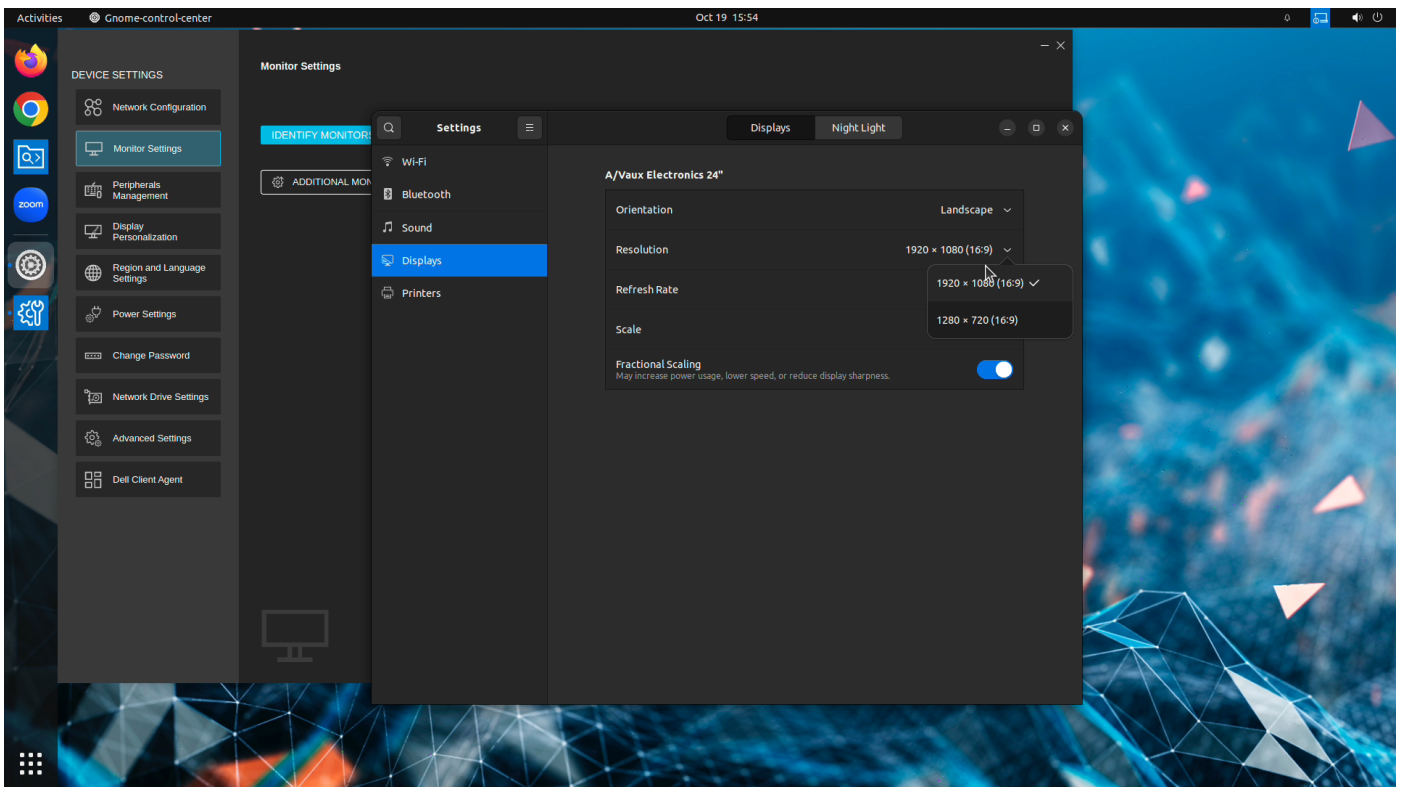 Activities
Gnome-control-center
Oct 19 15:54
zoom
DEVICE SETTINGS
Network Configuration
Monitor Settings
Peripherals
Management
Display
Personalization
Region and Language
Settings
Power Settings
Change Password
Network Drive Settings
Advanced Settings
Dell Client Agent
Monitor Settings
IDENTIFY MONITORS
ADDITIONAL MON
Settings
Wi-Fi
Bluetooth
Sound
Displays
Printers
Displays
Night Light
A/Vaux Electronics 24"
Orientation
Landscape
Resolution
1920 × 1080 (16:9)
1920 × 1080 (16:9)
1280 × 720 (16:9)
Refresh Rate
Scale
Fractional Scaling
May increase power usage, lower speed, or reduce display sharpness.